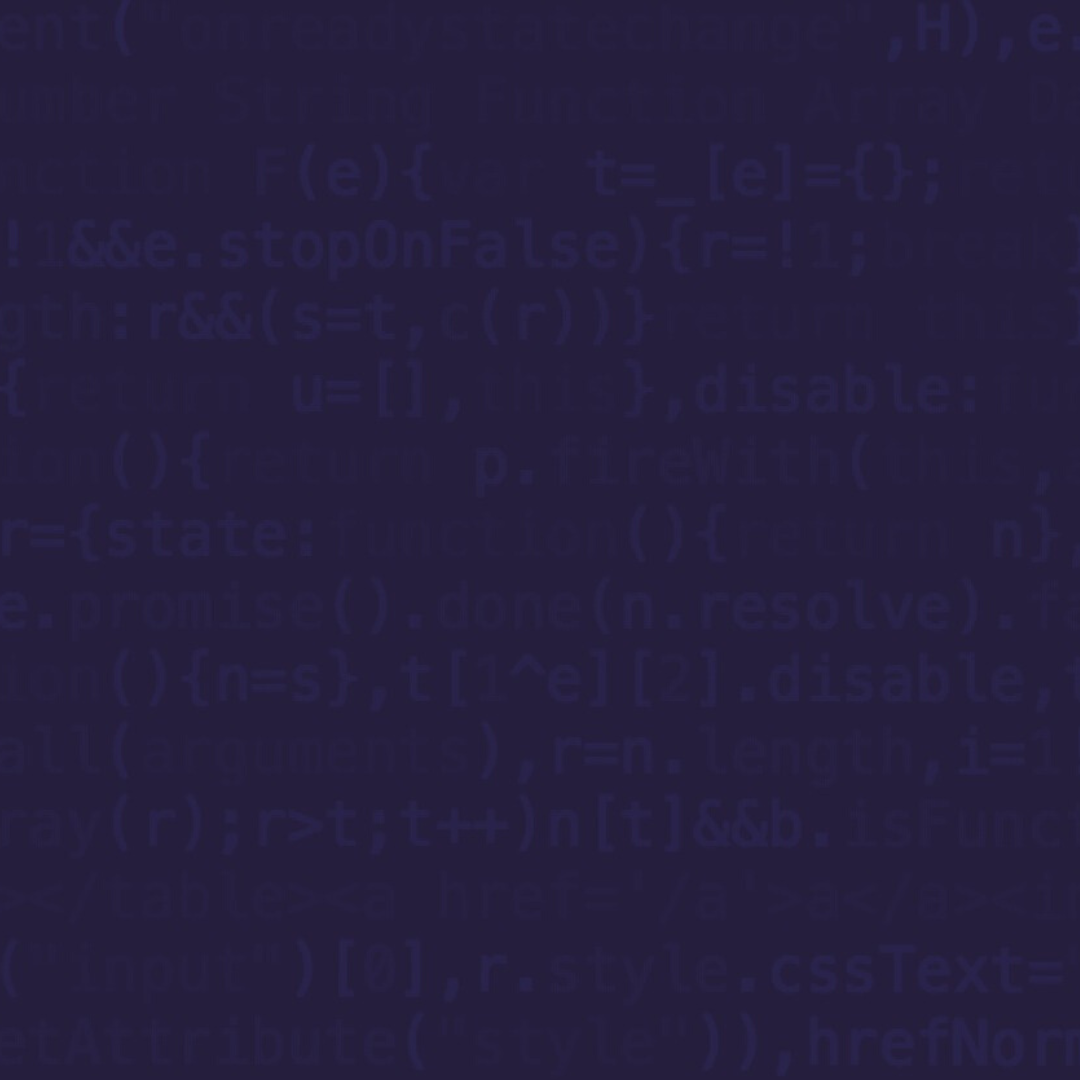 ent("onreadystatechange",H),e.
umber String Function Array D
nction F(e){var t=_[e]={};ret
!1&&e.stopOnFalse){r=!1;break}
gth:r&&(s=t,c(r))}return this}
{return u=[],this},disable:fun
ion(){return p.fireWith(this,
r={state:function(){return n},
e.promise().done(n.resolve).fa
ion(){n=s},t[1^e][2].disable,t
all(arguments),r=n.length,i=1
ray(r);r>t;t++)n[t]&&b.isFunct
></table><a href='/a'>a</a><in
("input")[0],r.style.cssText=
etAttribute("style")),hrefNorm